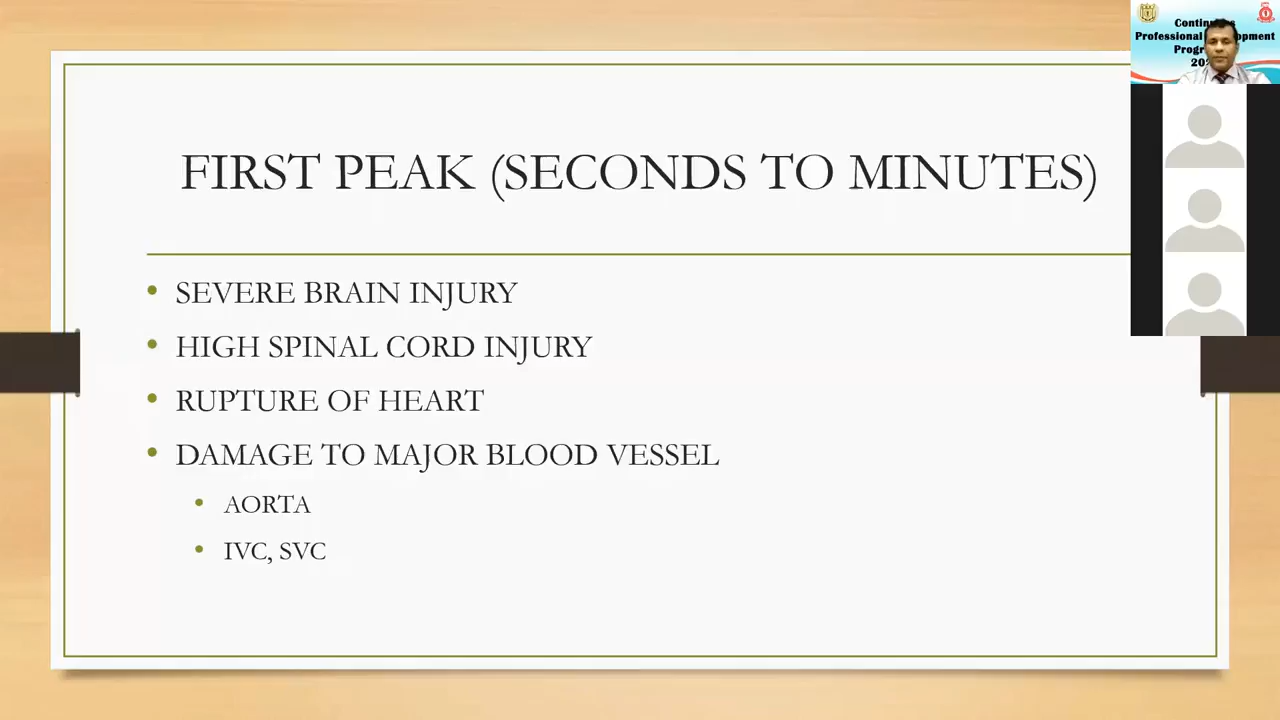 FIRST PEAK (SECONDS TO MINUTES)
• SEVERE BRAIN INJURY
• HIGH SPINAL CORD INJURY
• RUPTURE OF HEART
• DAMAGE TO MAJOR BLOOD VESSEL
• AORTA
• IVC, SVC
Professional